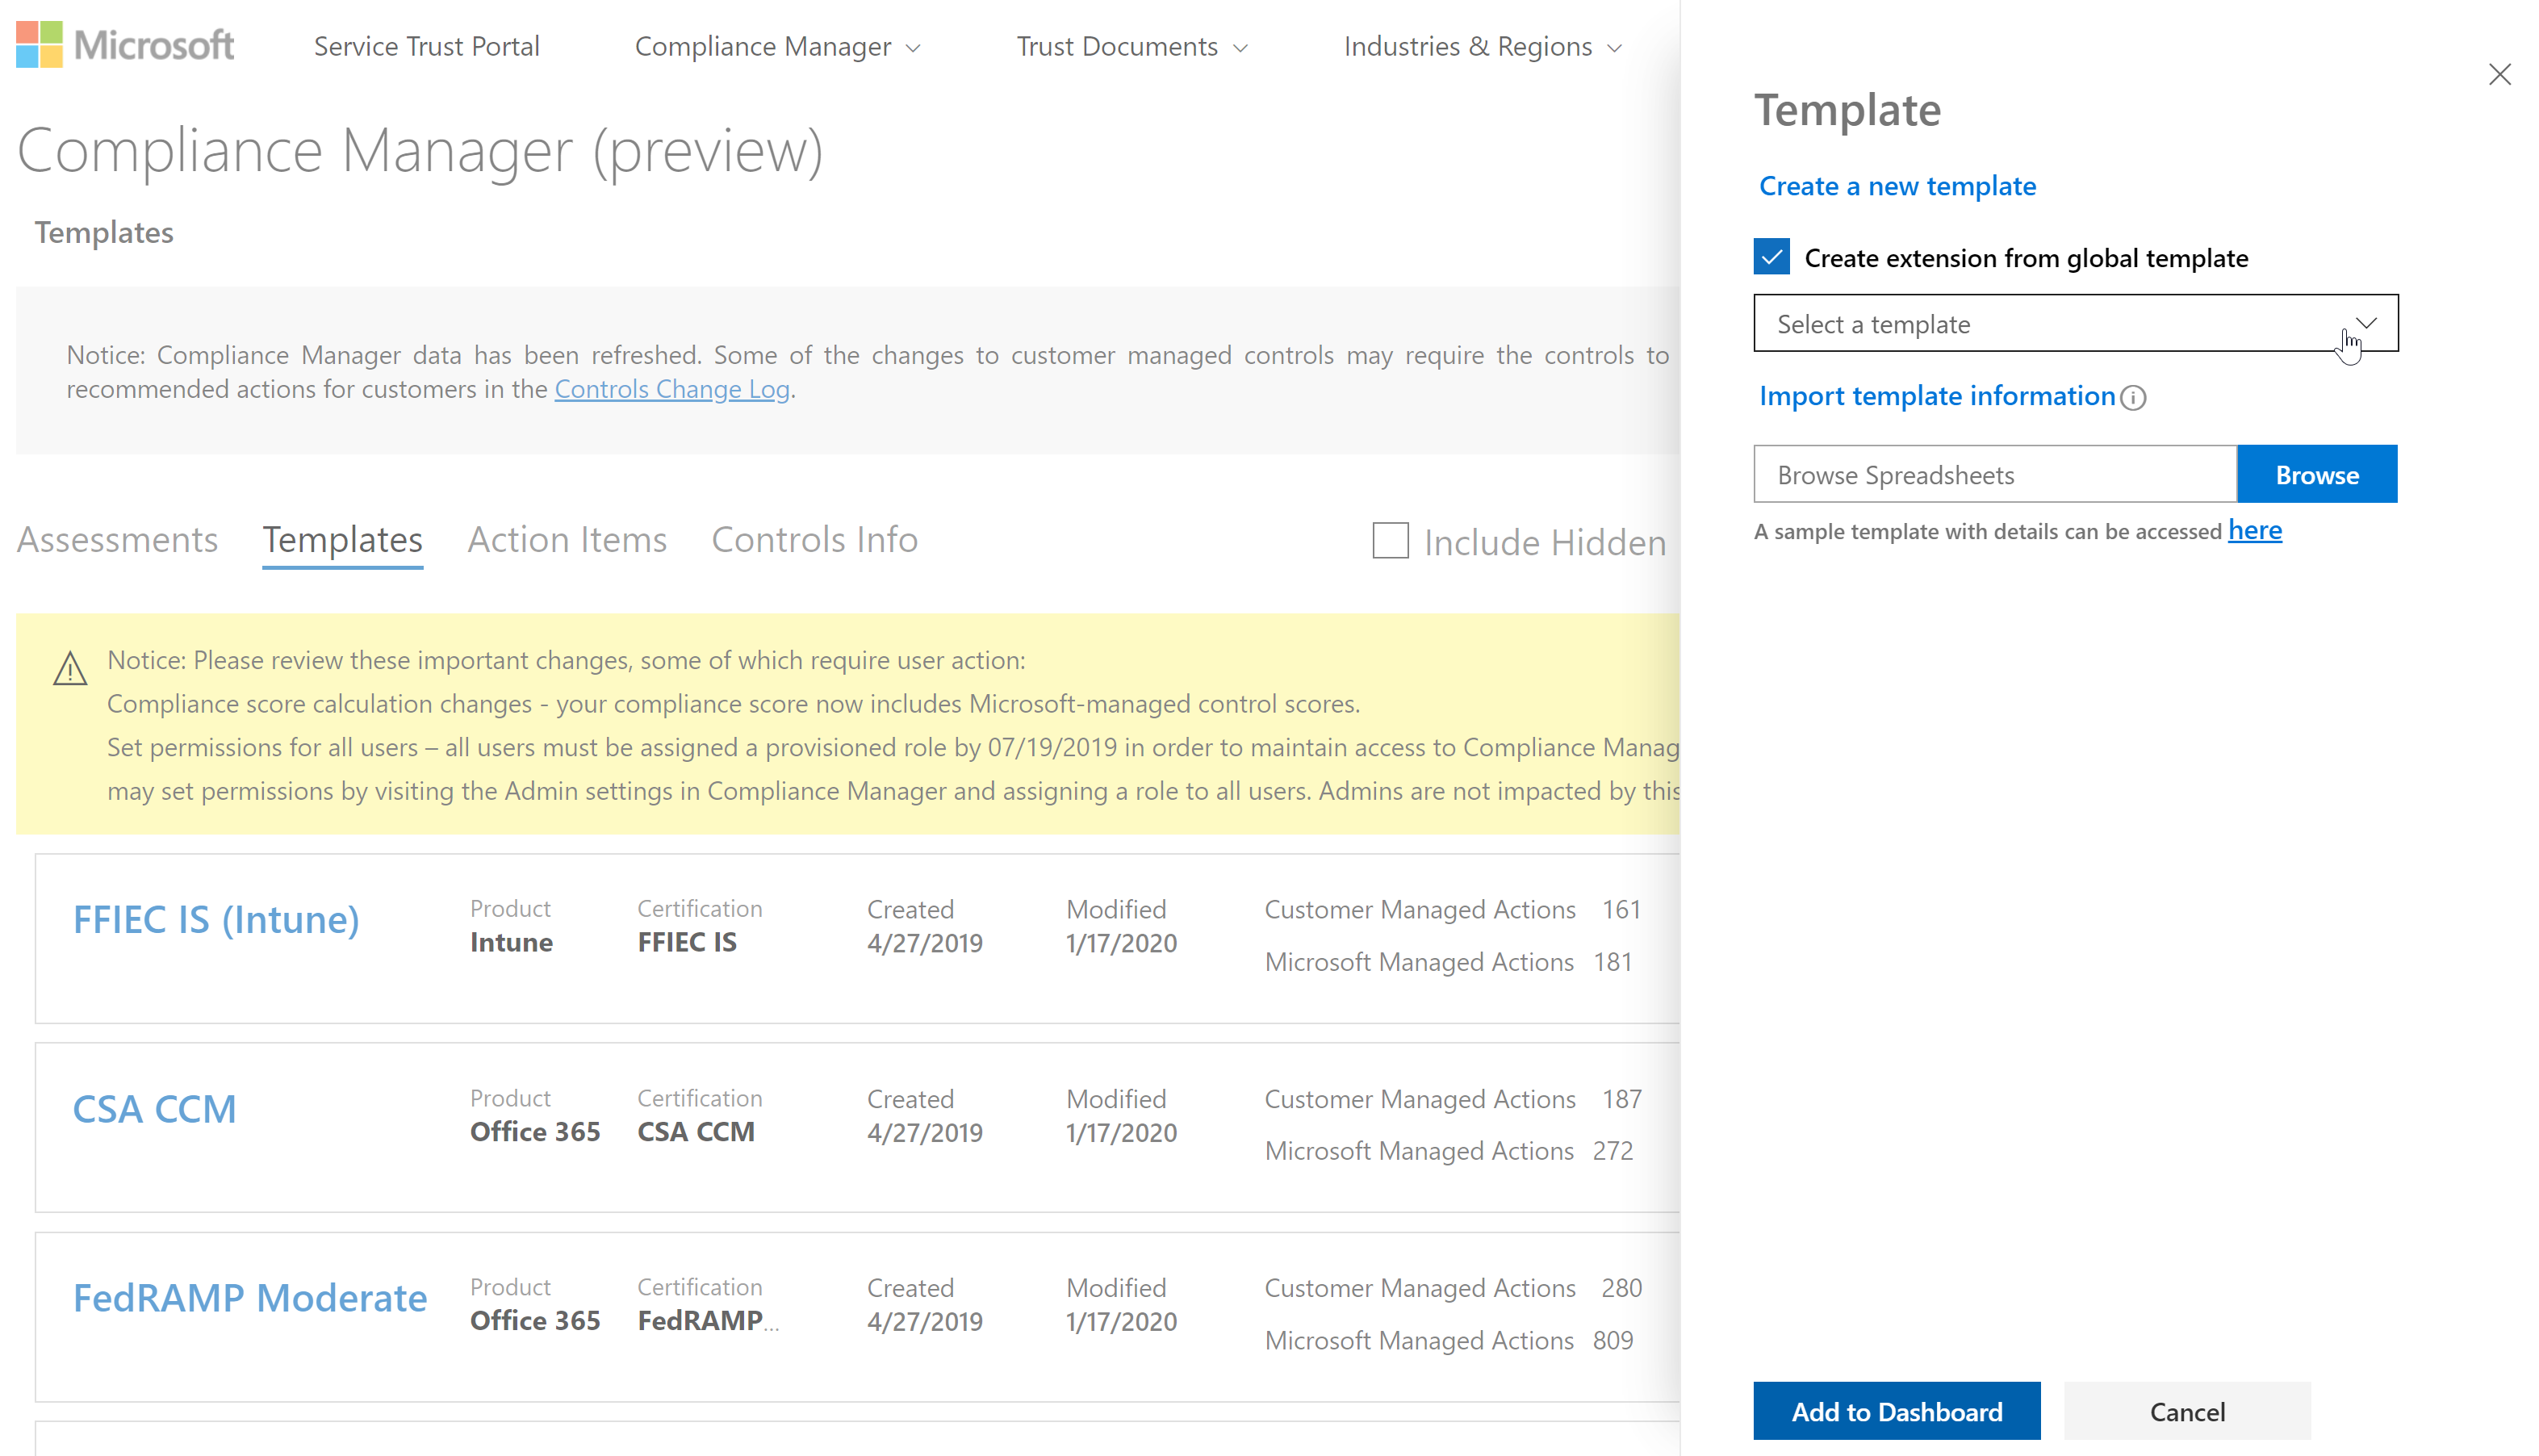 Microsoft
Service Trust Portal
Compliance Manager
Trust Documents
Industries & Regions
Compliance Manager (preview)
Templates
Notice: Compliance Manager data has been refreshed. Some of the changes to customer managed controls may require the controls to
recommended actions for customers in the Controls Change Log.
Assessments
Templates
Action Items
Controls Info
Include Hidden
Notice: Please review these important changes, some of which require user action:
Compliance score calculation changes - your compliance score now includes Microsoft-managed control scores.
Set permissions for all users – all users must be assigned a provisioned role by 07/19/2019 in order to maintain access to Compliance Manag
may set permissions by visiting the Admin settings in Compliance Manager and assigning a role to all users. Admins are not impacted by this
FFIEC IS (Intune)
Product
Intune
Certification
FFIEC IS
Created
4/27/2019
Modified
1/17/2020
Customer Managed Actions 161
Microsoft Managed Actions 181
CSA CCM
Product
Office 365
Certification
CSA CCM
Created
4/27/2019
Modified
1/17/2020
Customer Managed Actions 187
Microsoft Managed Actions 272
FedRAMP Moderate
Product
Office 365
Certification
FedRAMP...
Created
4/27/2019
Modified
1/17/2020
Customer Managed Actions 280
Microsoft Managed Actions 809
Template
Create a new template
Create extension from global template
Select a template
Import template information
Browse Spreadsheets
Browse
A sample template with details can be accessed here
Add to Dashboard
Cancel